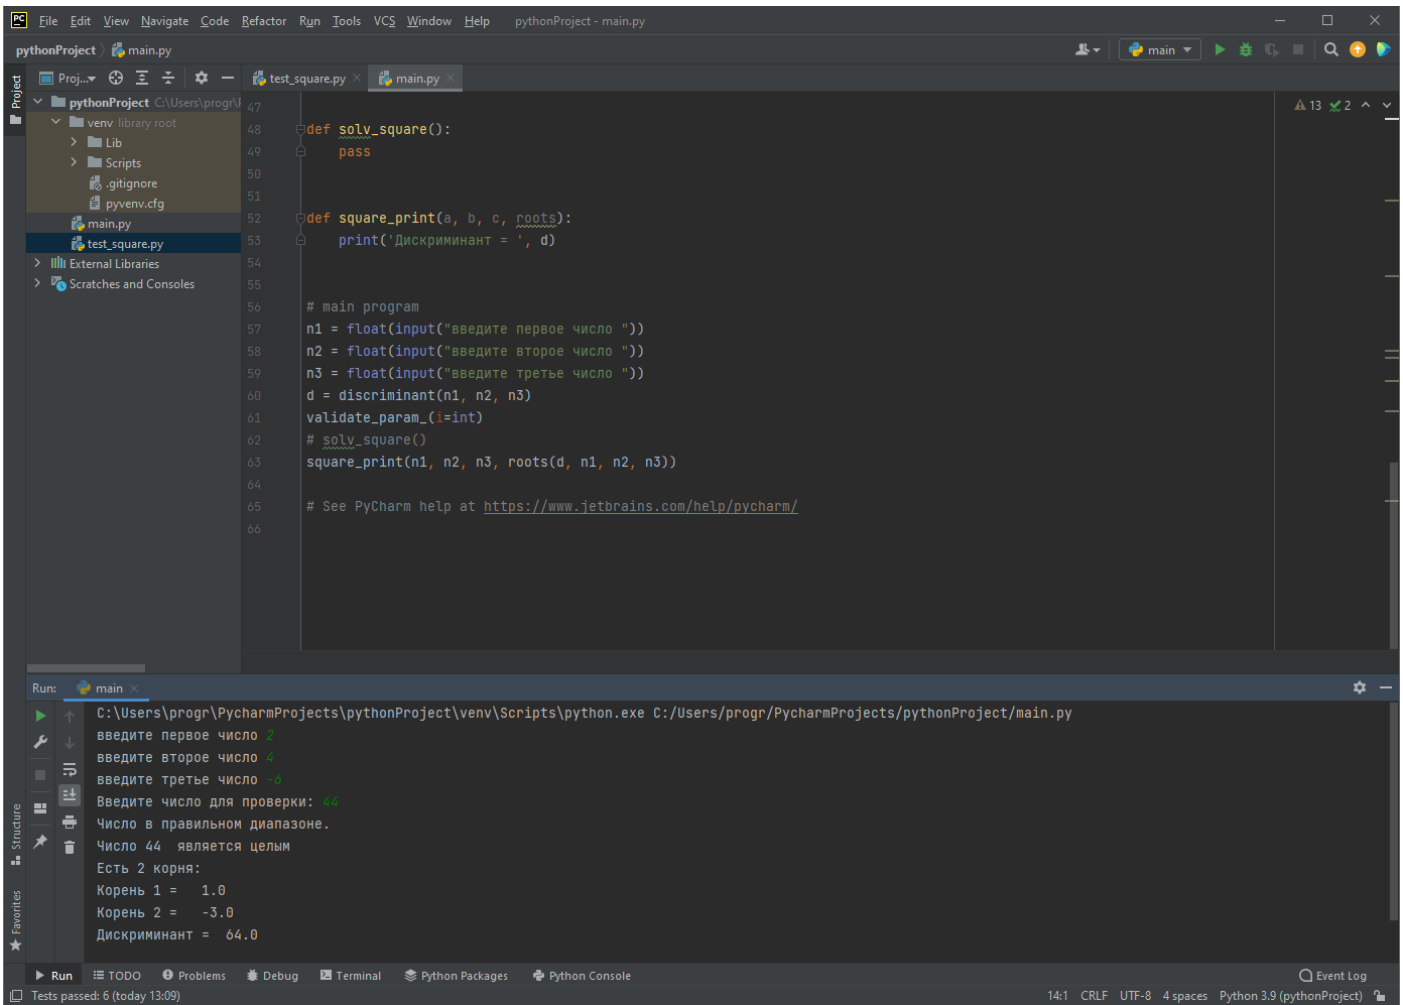 PC File Edit View Navigate Code Refactor Run Tools VCS Window Help pythonProject - main.py
pythonProject main.py
main
Project
Proj...
test_square.py
main.py
pythonProject C:\Users\progr\
venv library root
Lib
Scripts
.gitignore
pyvenv.cfg
main.py
test_square.py
External Libraries
Scratches and Consoles
13 2
47
48 def solv_square():
49 pass
50
51
52 def square_print(a, b, c, roots):
53 print('Дискриминант = ', d)
54
55
56 # main program
57 n1 = float(input("введите первое число "))
58 n2 = float(input("введите второе число "))
59 n3 = float(input("введите третье число "))
60 d = discriminant(n1, n2, n3)
61 validate_param_(i=int)
62 # solv_square()
63 square_print(n1, n2, n3, roots(d, n1, n2, n3))
64
65 # See PyCharm help at https://www.jetbrains.com/help/pycharm/
66
Run: main
C:\Users\progr\PycharmProjects\pythonProject\venv\Scripts\python.exe C:/Users/progr/PycharmProjects/pythonProject/main.py
введите первое число 2
введите второе число 4
введите третье число -6
Введите число для проверки: 44
Число в правильном диапазоне.
Число 44 является целым
Есть 2 корня:
Корень 1 = 1.0
Корень 2 = -3.0
Дискриминант = 64.0
Structure
Favorites
Run TODO Problems Debug Terminal Python Packages Python Console Event Log
Tests passed: 6 (today 13:09) 14:1 CRLF UTF-8 4 spaces Python 3.9 (pythonProject)